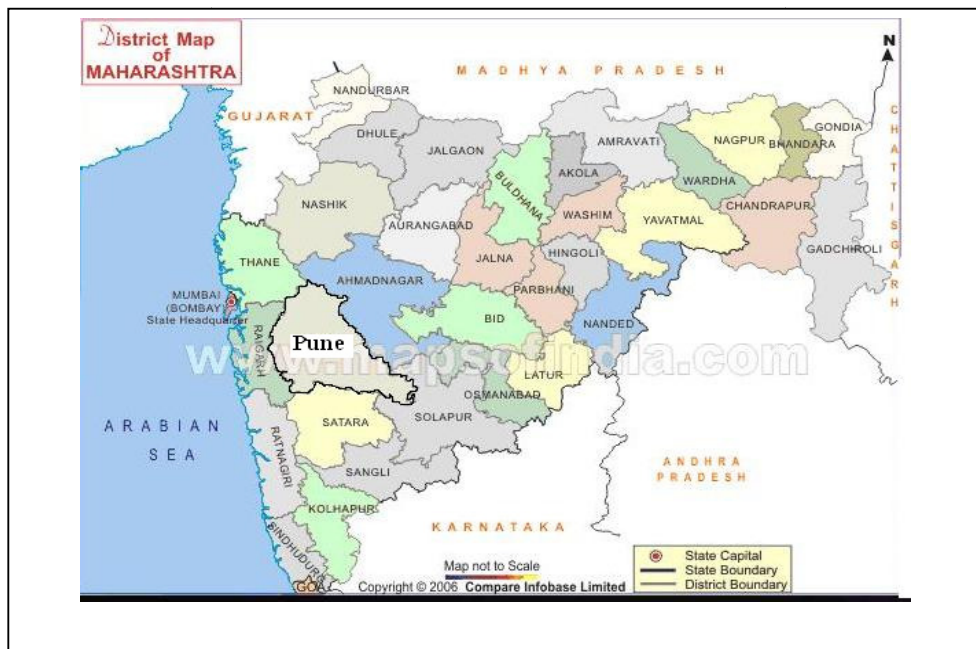 District Map
of
MAHARASHTRA
N
MADHYA PRADESH
GUJARAT
CHATTISGARH
NANDURBAR
DHULE
JALGAON
BULDHANA
AKOLA
AMRAVATI
WARDHA
NAGPUR
BHANDARA
GONDIA
NASHIK
AURANGABAD
JALNA
WASHIM
HINGOLI
YAVATMAL
CHANDRAPUR
GADCHIROLI
THANE
AHMADNAGAR
PARBHANI
NANDED
BID
MUMBAI
(BOMBAY)
State Headquarter
RAIGARH
Pune
www.mapsofindia.com
LATUR
OSMANABAD
SOLAPUR
SATARA
ARABIAN
SEA
RATNAGIRI
SANGLI
KOLHAPUR
SINDHUDURG
GOA
KARNATAKA
ANDHRA
PRADESH
State Capital
State Boundary
District Boundary
Map not to Scale
Copyright © 2006 Compare Infobase Limited